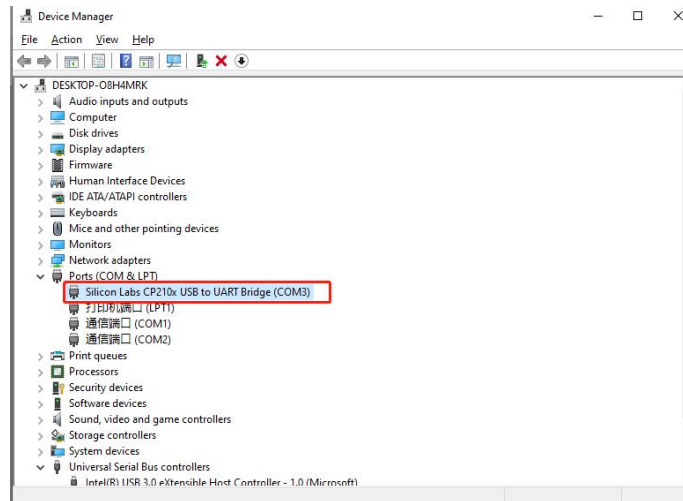 Device Manager
File Action View Help
DESKTOP-O8H4MRK
Audio inputs and outputs
Computer
Disk drives
Display adapters
Firmware
Human Interface Devices
IDE ATA/ATAPI controllers
Keyboards
Mice and other pointing devices
Monitors
Network adapters
Ports (COM & LPT)
Silicon Labs CP210x USB to UART Bridge (COM3)
打印机端口 (LPT1)
通信端口 (COM1)
通信端口 (COM2)
Print queues
Processors
Security devices
Software devices
Sound, video and game controllers
Storage controllers
System devices
Universal Serial Bus controllers
Intel(R) USB 3.0 eXtensible Host Controller - 1.0 (Microsoft)